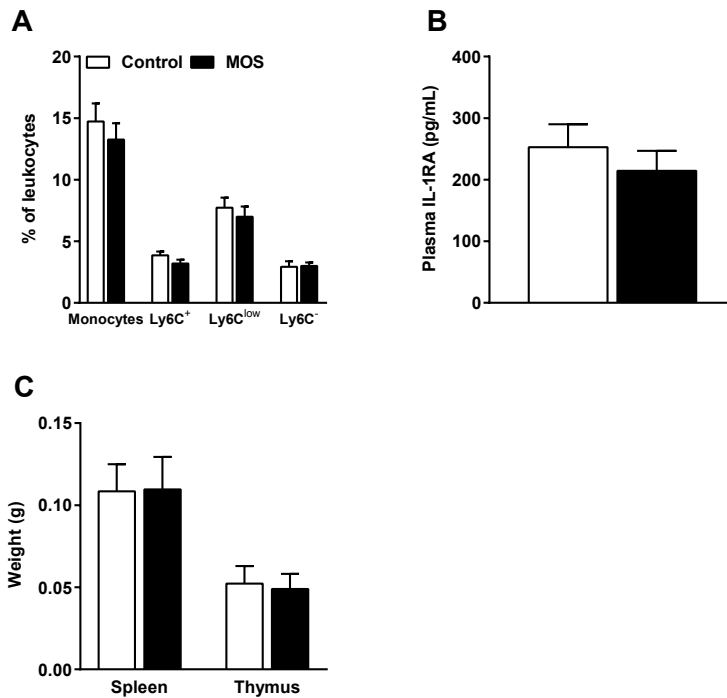 A
Control MOS
% of leukocytes
20
15
10
5
0
Monocytes Ly6C⁺ Ly6Cˡᵒʷ Ly6C⁻
B
Plasma IL-1RA (pg/mL)
400
300
200
100
0
C
Weight (g)
0.15
0.10
0.05
0.00
Spleen Thymus